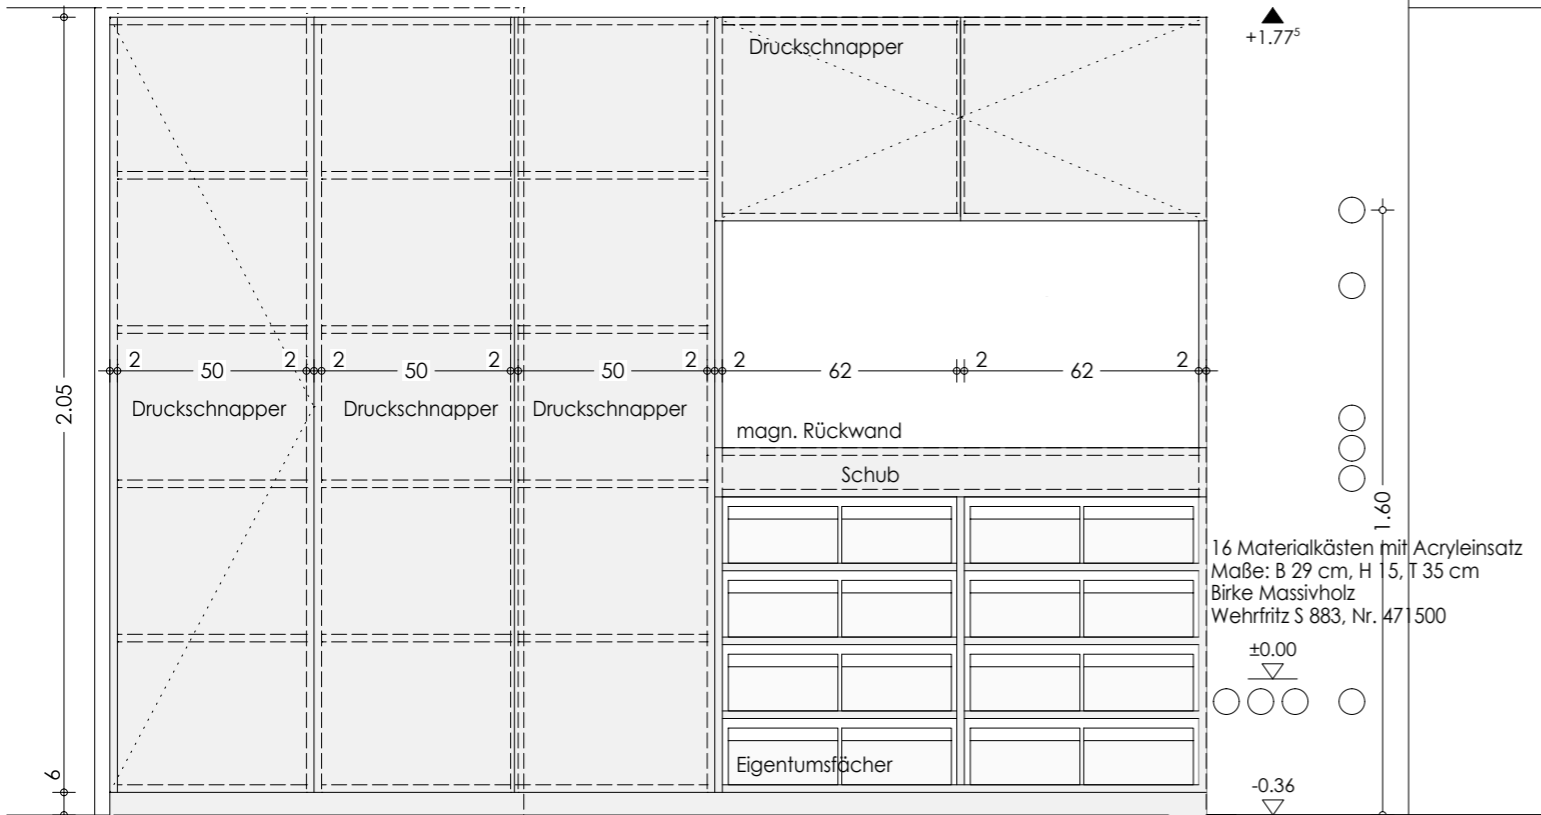 Druckschnapper
+1.77⁵
2.05
2 50 2 2 50 2 50 2 2 62 2 62 2
Druckschnapper Druckschnapper Druckschnapper
magn. Rückwand
Schub
1.60
16 Materialkästen mit Acryleinsatz
Maße: B 29 cm, H 15, T 35 cm
Birke Massivholz
Wehrfritz S 883, Nr. 471500
±0.00
Eigentumsfächer
6
-0.36